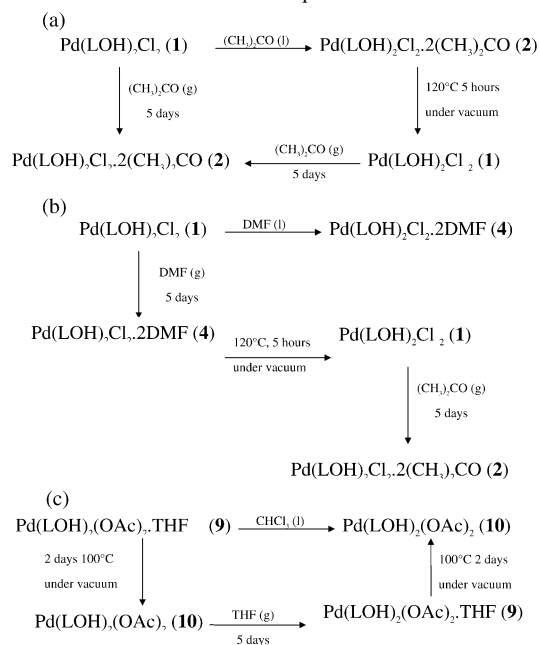 (a)
Pd(LOH)₂Cl₂ (1) (CH₃)₂CO (l) Pd(LOH)₂Cl₂.2(CH₃)₂CO (2)
(CH₃)₂CO (g)
5 days
120°C 5 hours
under vacuum
Pd(LOH)₂Cl₂.2(CH₃)₂CO (2) (CH₃)₂CO (g) Pd(LOH)₂Cl ₂ (1)
5 days
(b)
Pd(LOH)₂Cl₂ (1) DMF (l) Pd(LOH)₂Cl₂.2DMF (4)
DMF (g)
5 days
Pd(LOH)₂Cl₂.2DMF (4) 120°C, 5 hours Pd(LOH)₂Cl ₂ (1)
under vacuum
(CH₃)₂CO (g)
5 days
Pd(LOH)₂Cl₂.2(CH₃)₂CO (2)
(c)
Pd(LOH)₂(OAc)₂.THF (9) CHCl₃ (l) Pd(LOH)₂(OAc)₂ (10)
2 days 100°C
under vacuum
100°C 2 days
under vacuum
Pd(LOH)₂(OAc)₂ (10) THF (g) Pd(LOH)₂(OAc)₂.THF (9)
5 days